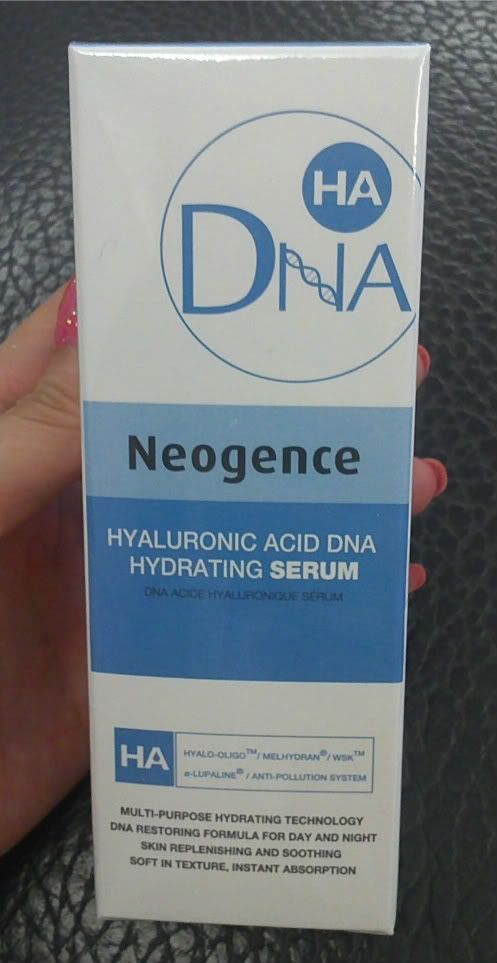 HA
DNA
Neogence
HYALURONIC ACID DNA
HYDRATING SERUM
DNA ACIDE HYALURONIQUE SÉRUM
HA
HYALO-OLIGO™/ MELHYDRAN®/ WSK™
α-LUPALINE® / ANTI-POLLUTION SYSTEM
MULTI-PURPOSE HYDRATING TECHNOLOGY
DNA RESTORING FORMULA FOR DAY AND NIGHT
SKIN REPLENISHING AND SOOTHING
SOFT IN TEXTURE, INSTANT ABSORPTION